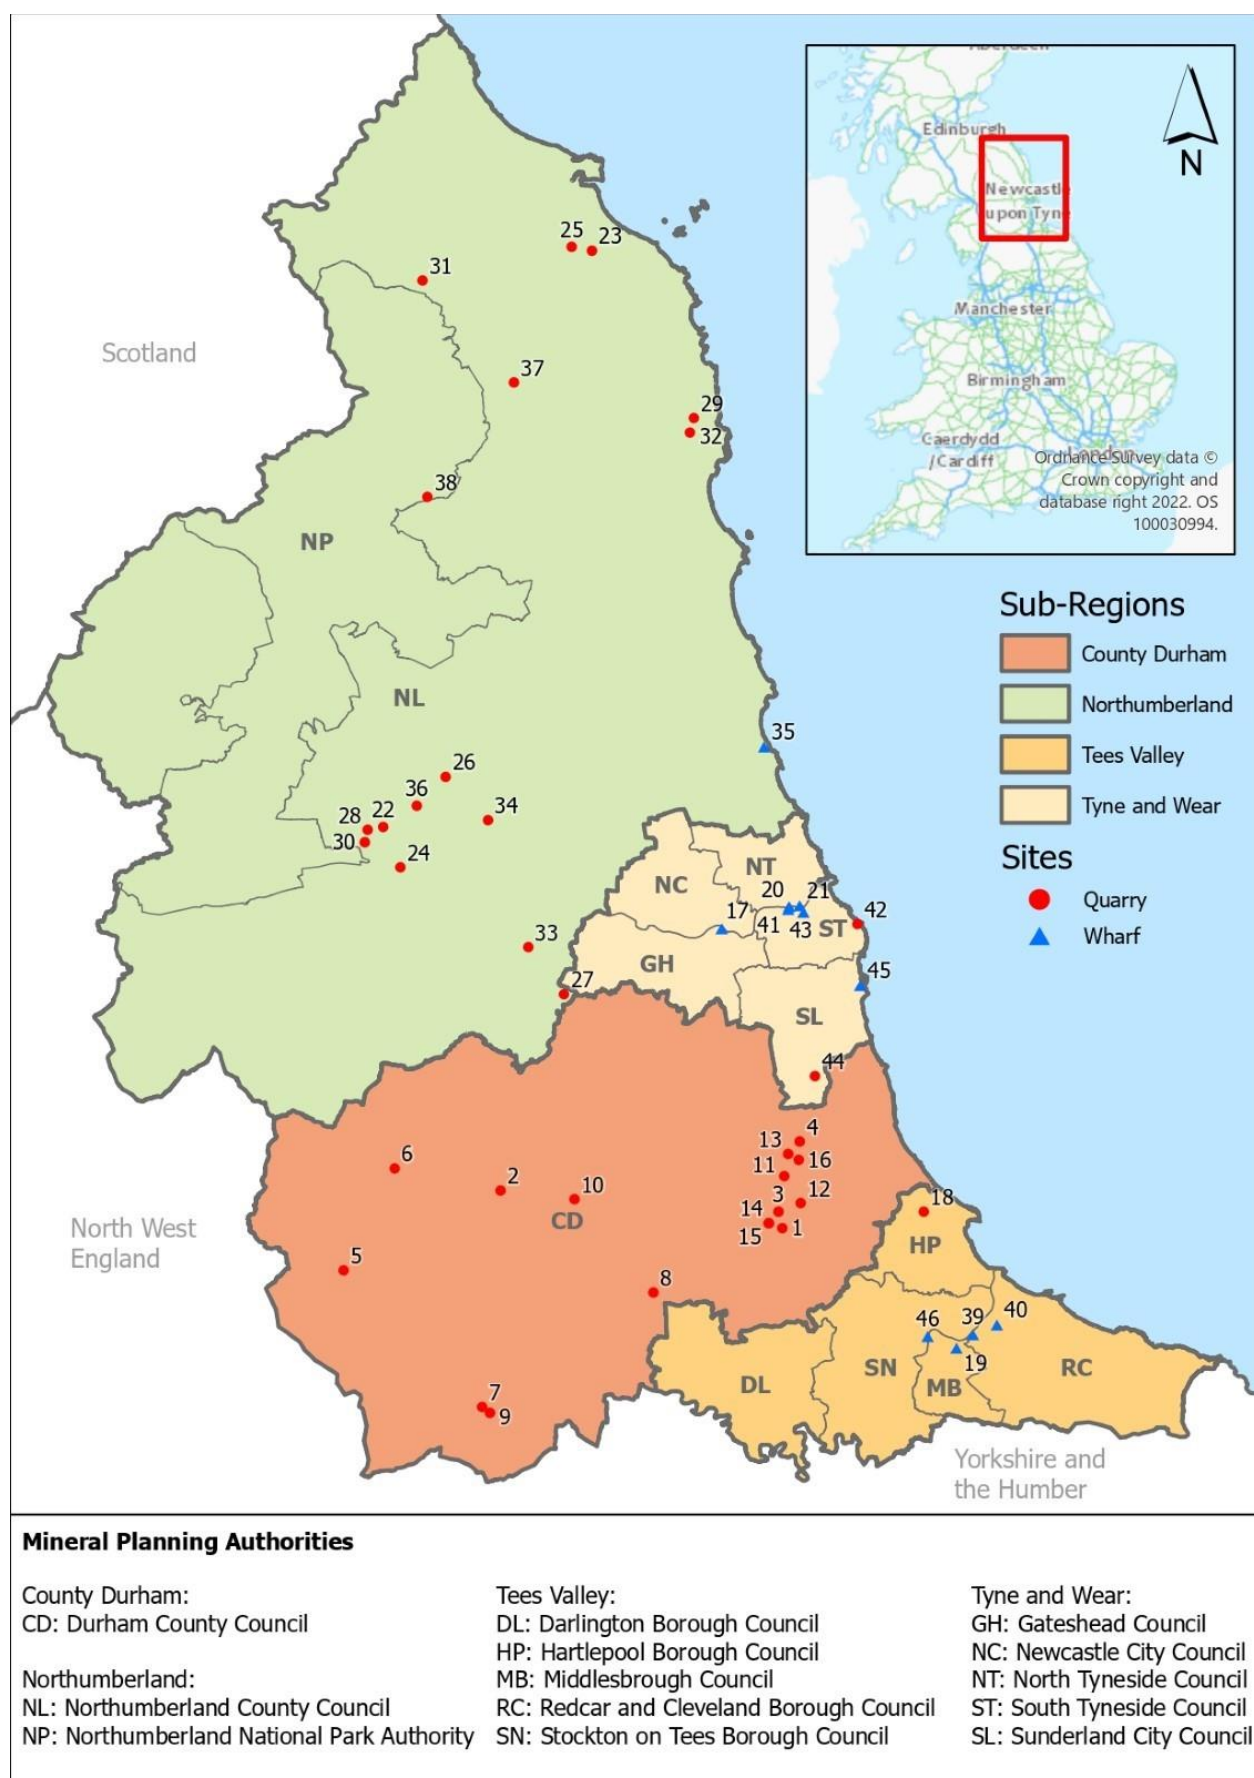 Aberdeen
Edinburgh
Newcastle
upon Tyne
N
Manchester
Birmingham
Caerdydd
/Cardiff
London
Ordnance Survey data ©
Crown copyright and
database right 2022. OS
100030994.
25
23
31
Scotland
37
29
32
38
NP
NL
35
26
36
34
28
22
30
24
NT
NC
20
21
17
42
41
43
ST
33
GH
45
27
SL
44
4
13
6
16
11
2
10
12
3
18
14
CD
15
1
North West
England
HP
5
8
40
46
39
19
SN
RC
DL
MB
7
9
Yorkshire and
the Humber
Sub-Regions
County Durham
Northumberland
Tees Valley
Tyne and Wear
Sites
Quarry
Wharf
Mineral Planning Authorities
County Durham:
CD: Durham County Council
Northumberland:
NL: Northumberland County Council
NP: Northumberland National Park Authority
Tees Valley:
DL: Darlington Borough Council
HP: Hartlepool Borough Council
MB: Middlesbrough Council
RC: Redcar and Cleveland Borough Council
SN: Stockton on Tees Borough Council
Tyne and Wear:
GH: Gateshead Council
NC: Newcastle City Council
NT: North Tyneside Council
ST: South Tyneside Council
SL: Sunderland City Council